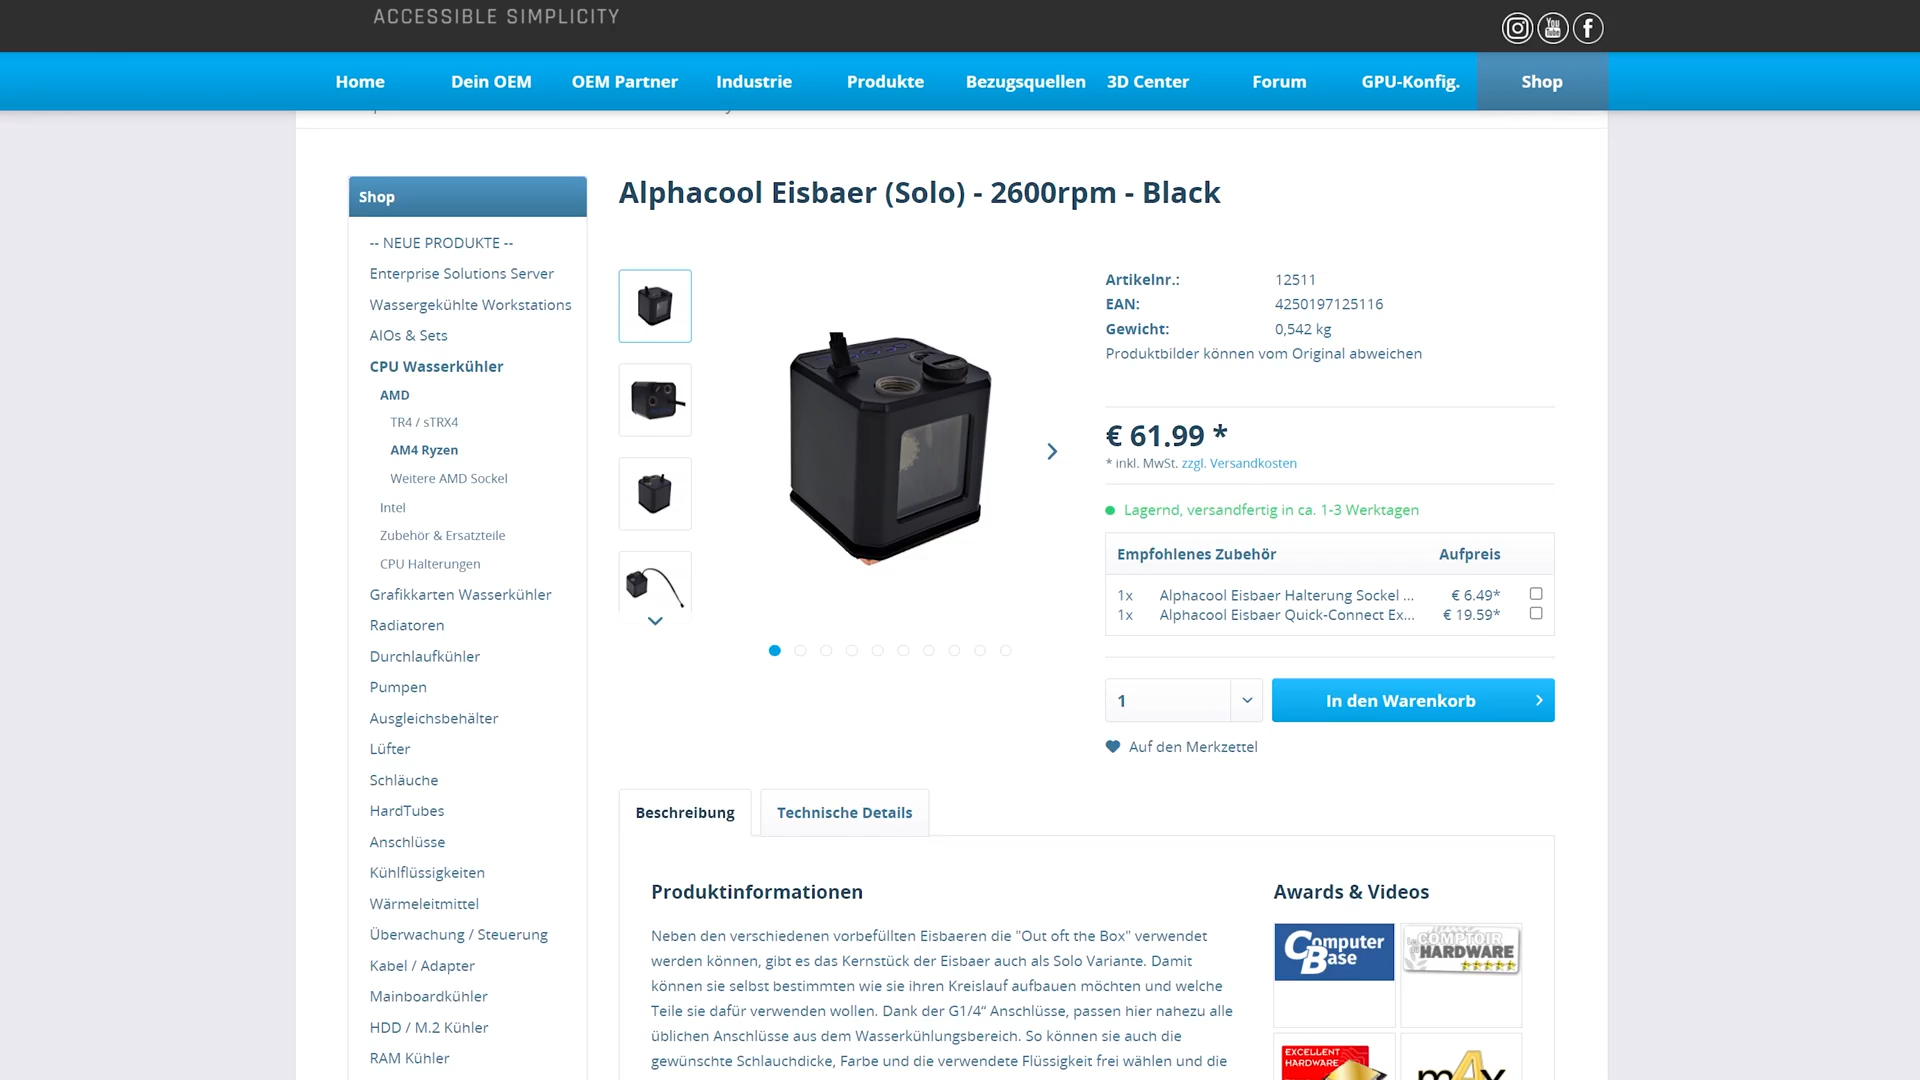 ACCESSIBLE SIMPLICITY
Home
Dein OEM
OEM Partner
Industrie
Produkte
Bezugsquellen
3D Center
Forum
GPU-Konfig.
Shop
Shop
-- NEUE PRODUKTE --
Enterprise Solutions Server
Wassergekühlte Workstations
AIOs & Sets
CPU Wasserkühler
AMD
TR4 / sTRX4
AM4 Ryzen
Weitere AMD Sockel
Intel
Zubehör & Ersatzteile
CPU Halterungen
Grafikkarten Wasserkühler
Radiatoren
Durchlaufkühler
Pumpen
Ausgleichsbehälter
Lüfter
Schläuche
HardTubes
Anschlüsse
Kühlflüssigkeiten
Wärmeleitmittel
Überwachung / Steuerung
Kabel / Adapter
Mainboardkühler
HDD / M.2 Kühler
RAM Kühler
Alphacool Eisbaer (Solo) - 2600rpm - Black
Artikelnr.: 12511
EAN: 4250197125116
Gewicht: 0,542 kg
Produktbilder können vom Original abweichen
€ 61.99 *
* inkl. MwSt. zzgl. Versandkosten
Lagernd, versandfertig in ca. 1-3 Werktagen
Empfohlenes Zubehör Aufpreis
1x Alphacool Eisbaer Halterung Sockel ... € 6.49*
1x Alphacool Eisbaer Quick-Connect Ex... € 19.59*
1
In den Warenkorb
Auf den Merkzettel
Beschreibung
Technische Details
Produktinformationen
Neben den verschiedenen vorbefüllten Eisbaeren die "Out oft the Box" verwendet
werden können, gibt es das Kernstück der Eisbaer auch als Solo Variante. Damit
können sie selbst bestimmten wie sie ihren Kreislauf aufbauen möchten und welche
Teile sie dafür verwenden wollen. Dank der G1/4“ Anschlüsse, passen hier nahezu alle
üblichen Anschlüsse aus dem Wasserkühlungsbereich. So können sie auch die
gewünschte Schlauchdicke, Farbe und die verwendete Flüssigkeit frei wählen und die
Awards & Videos
Computer
Base
COMPTOIR
HARDWARE
EXCELLENT
HARDWARE